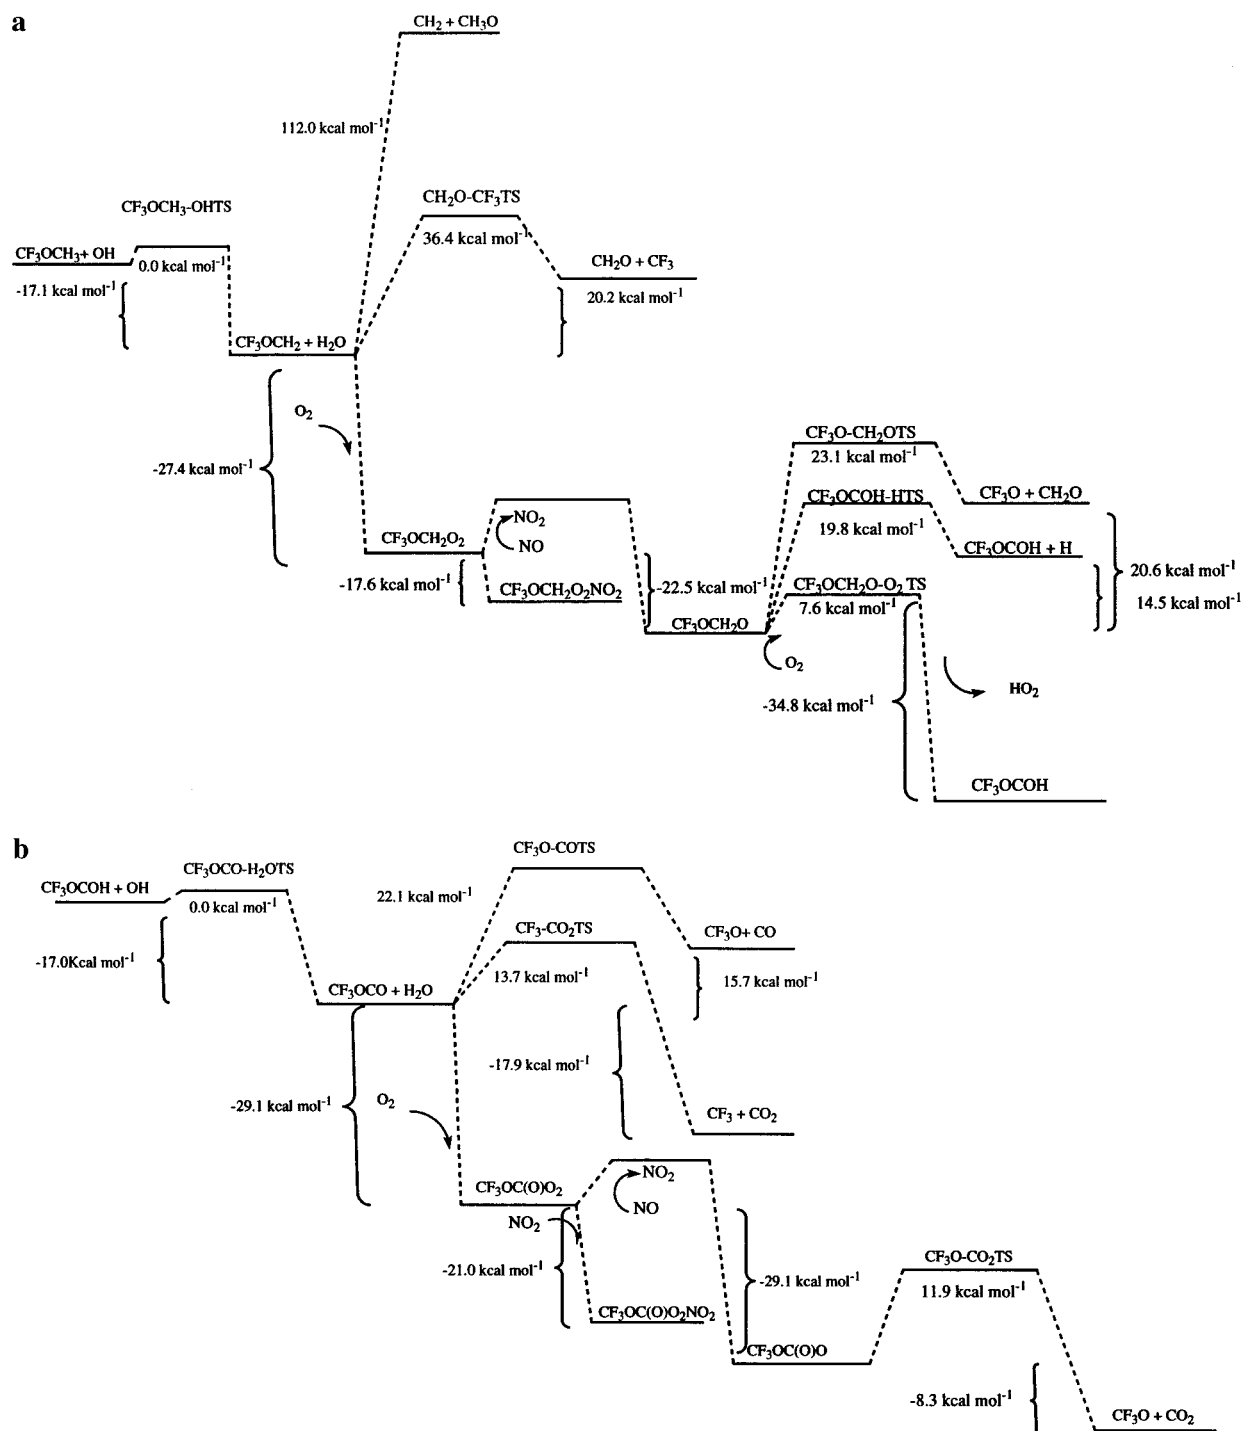 a
CH₂ + CH₃O
112.0 kcal mol⁻¹
CH₂O-CF₃TS
CF₃OCH₃-OHTS
36.4 kcal mol⁻¹
CF₃OCH₃+ OH
0.0 kcal mol⁻¹
CH₂O + CF₃
-17.1 kcal mol⁻¹
20.2 kcal mol⁻¹
CF₃OCH₂ + H₂O
O₂
-27.4 kcal mol⁻¹
CF₃O-CH₂OTS
23.1 kcal mol⁻¹
CF₃OCOH-HTS
CF₃O + CH₂O
19.8 kcal mol⁻¹
NO₂
CF₃OCH₂O₂
NO
CF₃OCOH + H
-17.6 kcal mol⁻¹
CF₃OCH₂O₂NO₂
-22.5 kcal mol⁻¹
CF₃OCH₂O-O₂ TS
7.6 kcal mol⁻¹
20.6 kcal mol⁻¹
14.5 kcal mol⁻¹
CF₃OCH₂O
O₂
HO₂
-34.8 kcal mol⁻¹
CF₃OCOH
b
CF₃O-COTS
CF₃OCO-H₂OTS
CF₃OCOH + OH
22.1 kcal mol⁻¹
0.0 kcal mol⁻¹
CF₃-CO₂TS
CF₃O+ CO
-17.0Kcal mol⁻¹
13.7 kcal mol⁻¹
15.7 kcal mol⁻¹
CF₃OCO + H₂O
-17.9 kcal mol⁻¹
-29.1 kcal mol⁻¹
O₂
CF₃ + CO₂
CF₃OC(O)O₂
NO₂
NO
NO₂
-21.0 kcal mol⁻¹
CF₃O-CO₂TS
-29.1 kcal mol⁻¹
11.9 kcal mol⁻¹
CF₃OC(O)O₂NO₂
CF₃OC(O)O
-8.3 kcal mol⁻¹
CF₃O + CO₂